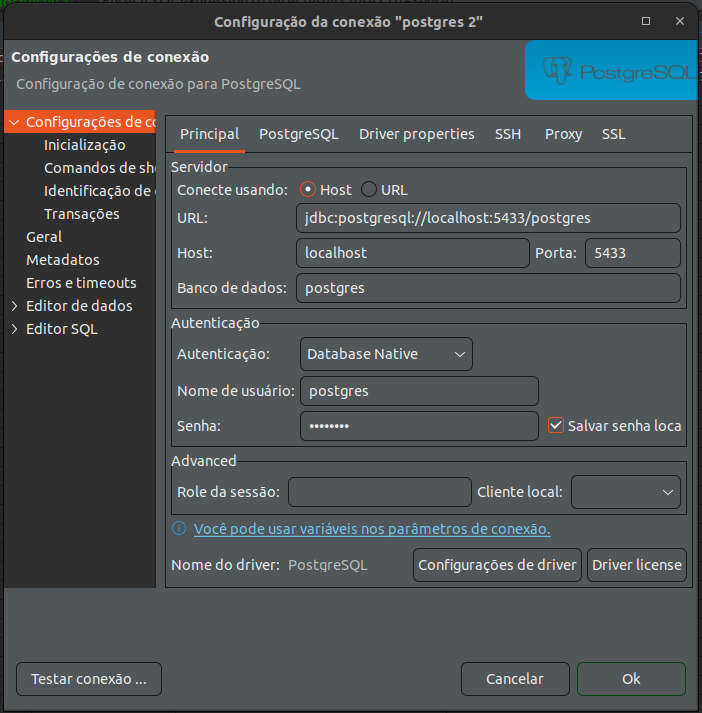 Configuração da conexão "postgres 2"
Configurações de conexão
Configuração de conexão para PostgreSQL
PostgreSQL
Configurações de co
Inicialização
Comandos de she
Identificação de
Transações
Geral
Metadatos
Erros e timeouts
Editor de dados
Editor SQL
Principal PostgreSQL Driver properties SSH Proxy SSL
Servidor
Conecte usando: Host URL
URL: jdbc:postgresql://localhost:5433/postgres
Host: localhost Porta: 5433
Banco de dados: postgres
Autenticação
Autenticação: Database Native
Nome de usuário: postgres
Senha: •••••••• Salvar senha loca
Advanced
Role da sessão: Cliente local:
Você pode usar variáveis nos parâmetros de conexão.
Nome do driver: PostgreSQL Configurações de driver Driver license
Testar conexão ... Cancelar Ok